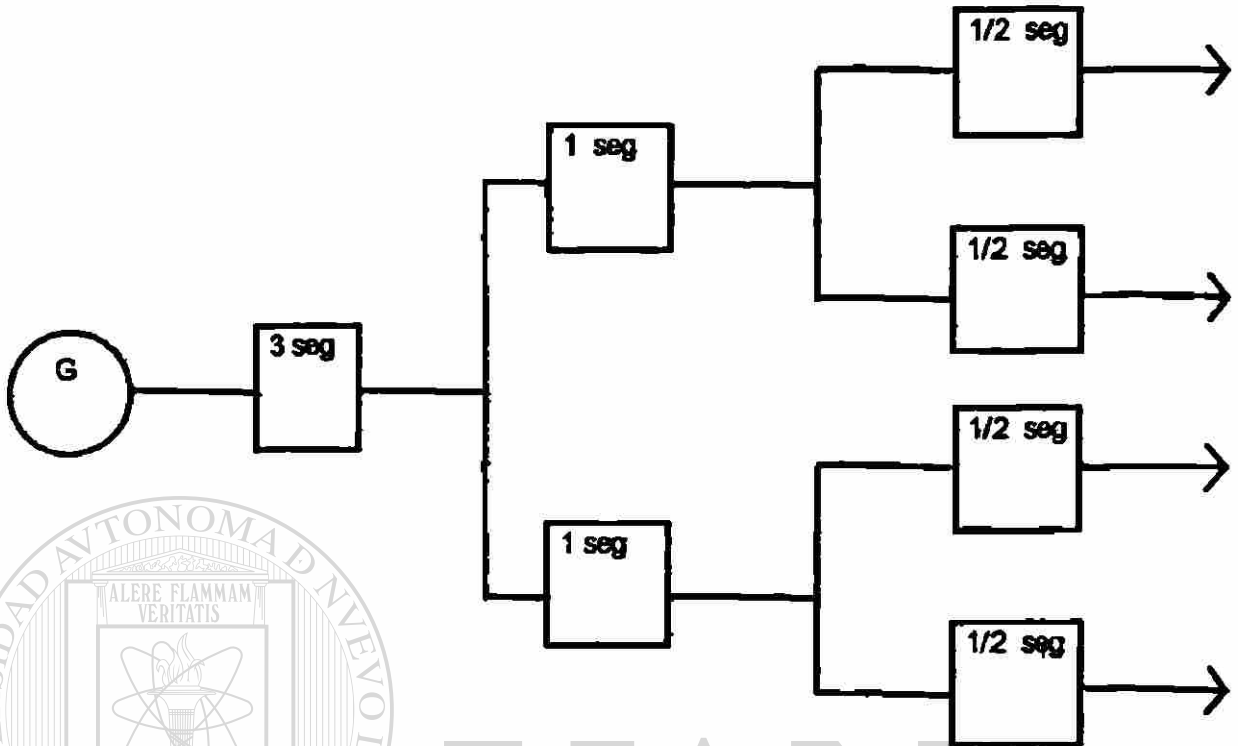 1/2 seg
1 seg
1/2 seg
G
3 seg
1/2 seg
1 seg
1/2 seg
ALERE FLAMMAM
VERITATIS